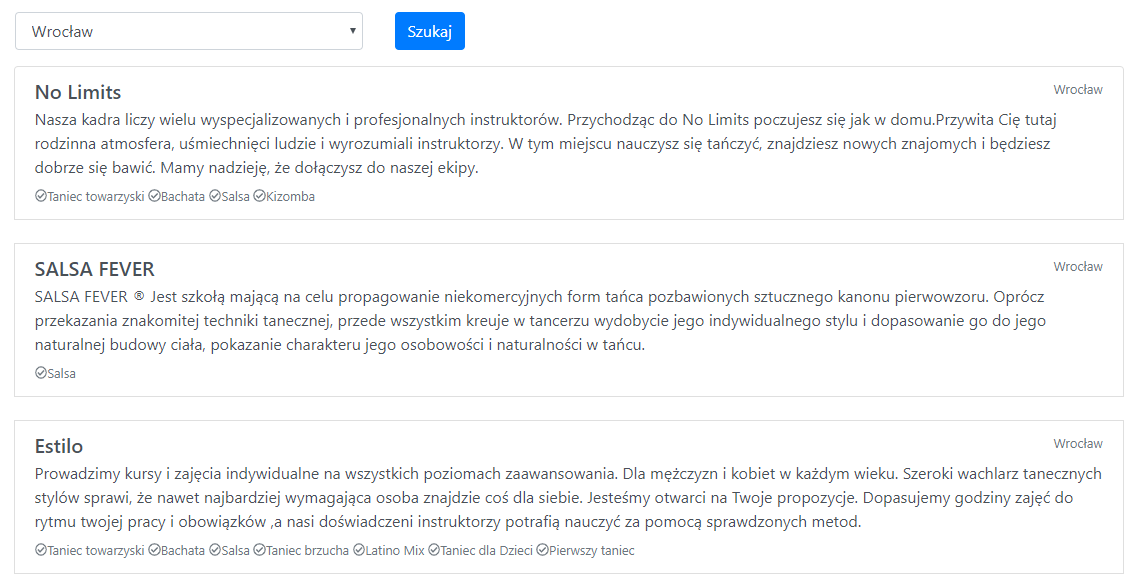 Wrocław
Szukaj
No Limits
Wrocław
Nasza kadra liczy wielu wyspecjalizowanych i profesjonalnych instruktorów. Przychodząc do No Limits poczujesz się jak w domu.Przywita Cię tutaj
rodzinna atmosfera, uśmiechnięci ludzie i wyrozumiali instruktorzy. W tym miejscu nauczysz się tańczyć, znajdziesz nowych znajomych i będziesz
dobrze się bawić. Mamy nadzieję, że dołączysz do naszej ekipy.
Taniec towarzyski Bachata Salsa Kizomba
SALSA FEVER
Wrocław
SALSA FEVER ® Jest szkołą mającą na celu propagowanie niekomercyjnych form tańca pozbawionych sztucznego kanonu pierwowzoru. Oprócz
przekazania znakomitej techniki tanecznej, przede wszystkim kreuje w tancerzu wydobycie jego indywidualnego stylu i dopasowanie go do jego
naturalnej budowy ciała, pokazanie charakteru jego osobowości i naturalności w tańcu.
Salsa
Estilo
Wrocław
Prowadzimy kursy i zajęcia indywidualne na wszystkich poziomach zaawansowania. Dla mężczyzn i kobiet w każdym wieku. Szeroki wachlarz tanecznych
stylów sprawi, że nawet najbardziej wymagająca osoba znajdzie coś dla siebie. Jesteśmy otwarci na Twoje propozycje. Dopasujemy godziny zajęć do
rytmu twojej pracy i obowiązków ,a nasi doświadczeni instruktorzy potrafią nauczyć za pomocą sprawdzonych metod.
Taniec towarzyski Bachata Salsa Taniec brzucha Latino Mix Taniec dla Dzieci Pierwszy taniec